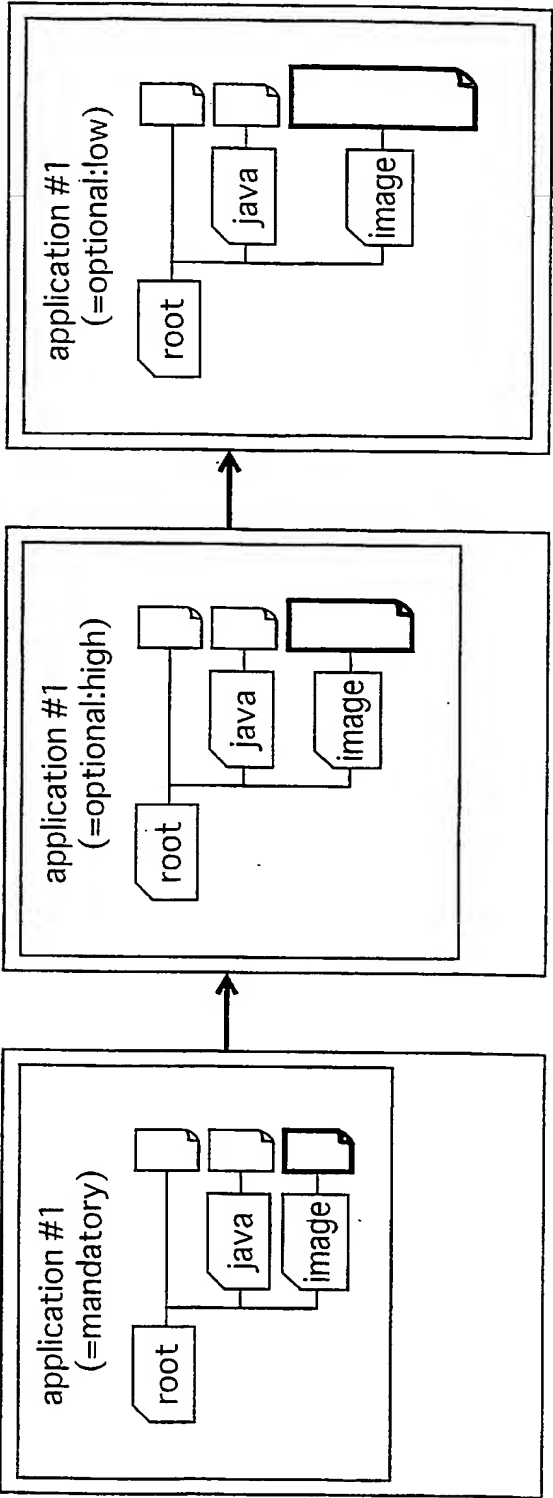 application #1
(=mandatory)
root
java
image
application #1
(=optional:high)
root
java
image
application #1
(=optional:low)
root
java
image